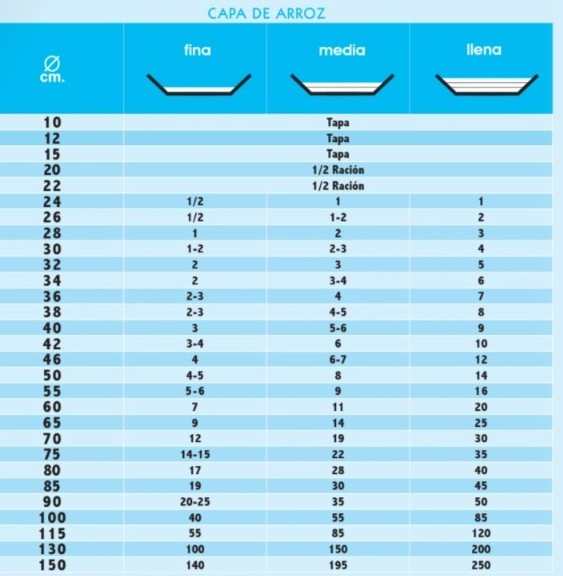 CAPA DE ARROZ
Ø cm. fina media llena
10 Tapa
12 Tapa
15 Tapa
20 1/2 Ración
22 1/2 Ración
24 1/2 1 1
26 1/2 1-2 2
28 1 2 3
30 1-2 2-3 4
32 2 3 5
34 2 3-4 6
36 2-3 4 7
38 2-3 4-5 8
40 3 5-6 9
42 3-4 6 10
46 4 6-7 12
50 4-5 8 14
55 5-6 9 16
60 7 11 20
65 9 14 25
70 12 19 30
75 14-15 22 35
80 17 28 40
85 19 30 45
90 20-25 35 50
100 40 55 85
115 55 85 120
130 100 150 200
150 140 195 250